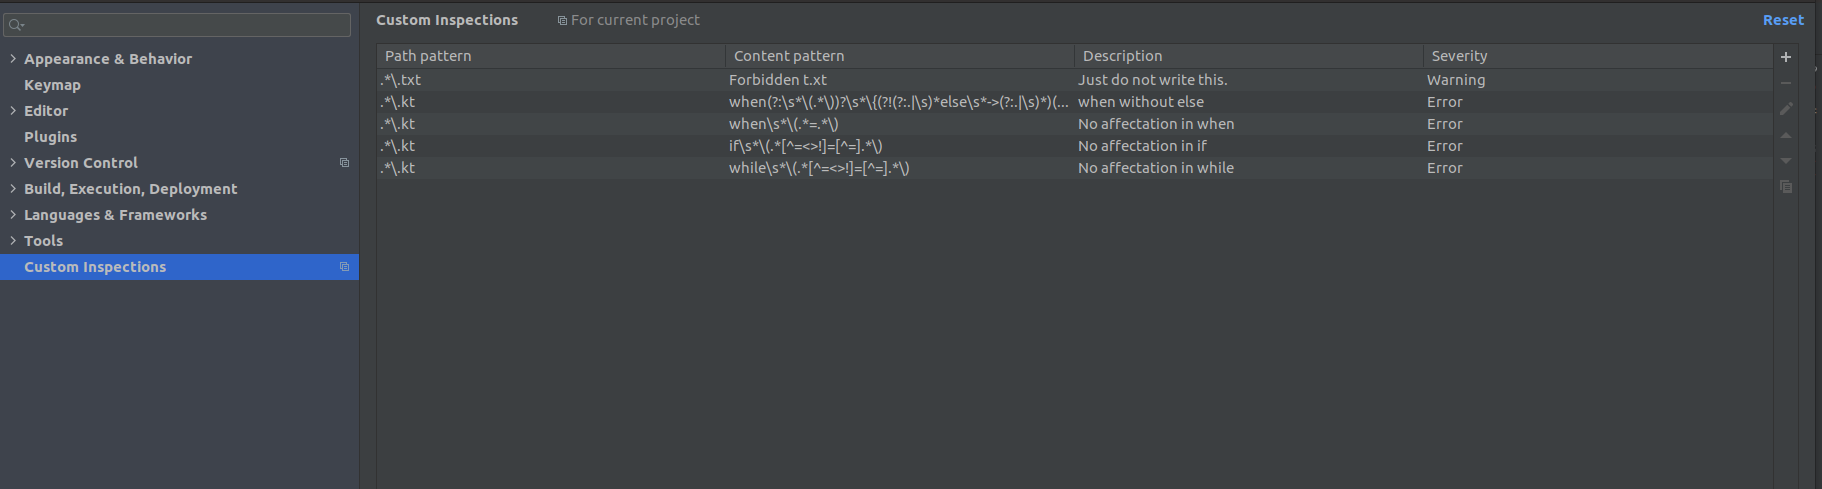 Custom Inspections For current project Reset
Appearance & Behavior
Keymap
Editor
Plugins
Version Control
Build, Execution, Deployment
Languages & Frameworks
Tools
Custom Inspections
Path pattern Content pattern Description Severity
.*\.txt Forbidden t.xt Just do not write this. Warning
.*\.kt when(?:\s*\(.*\))?\s*\{(?!(?:.|\s)*else\s*->(?:.|\s)*)(... when without else Error
.*\.kt when\s*\(.*=.*\) No affectation in when Error
.*\.kt if\s*\(.*[^=<>!]=[^=].*\) No affectation in if Error
.*\.kt while\s*\(.*[^=<>!]=[^=].*\) No affectation in while Error